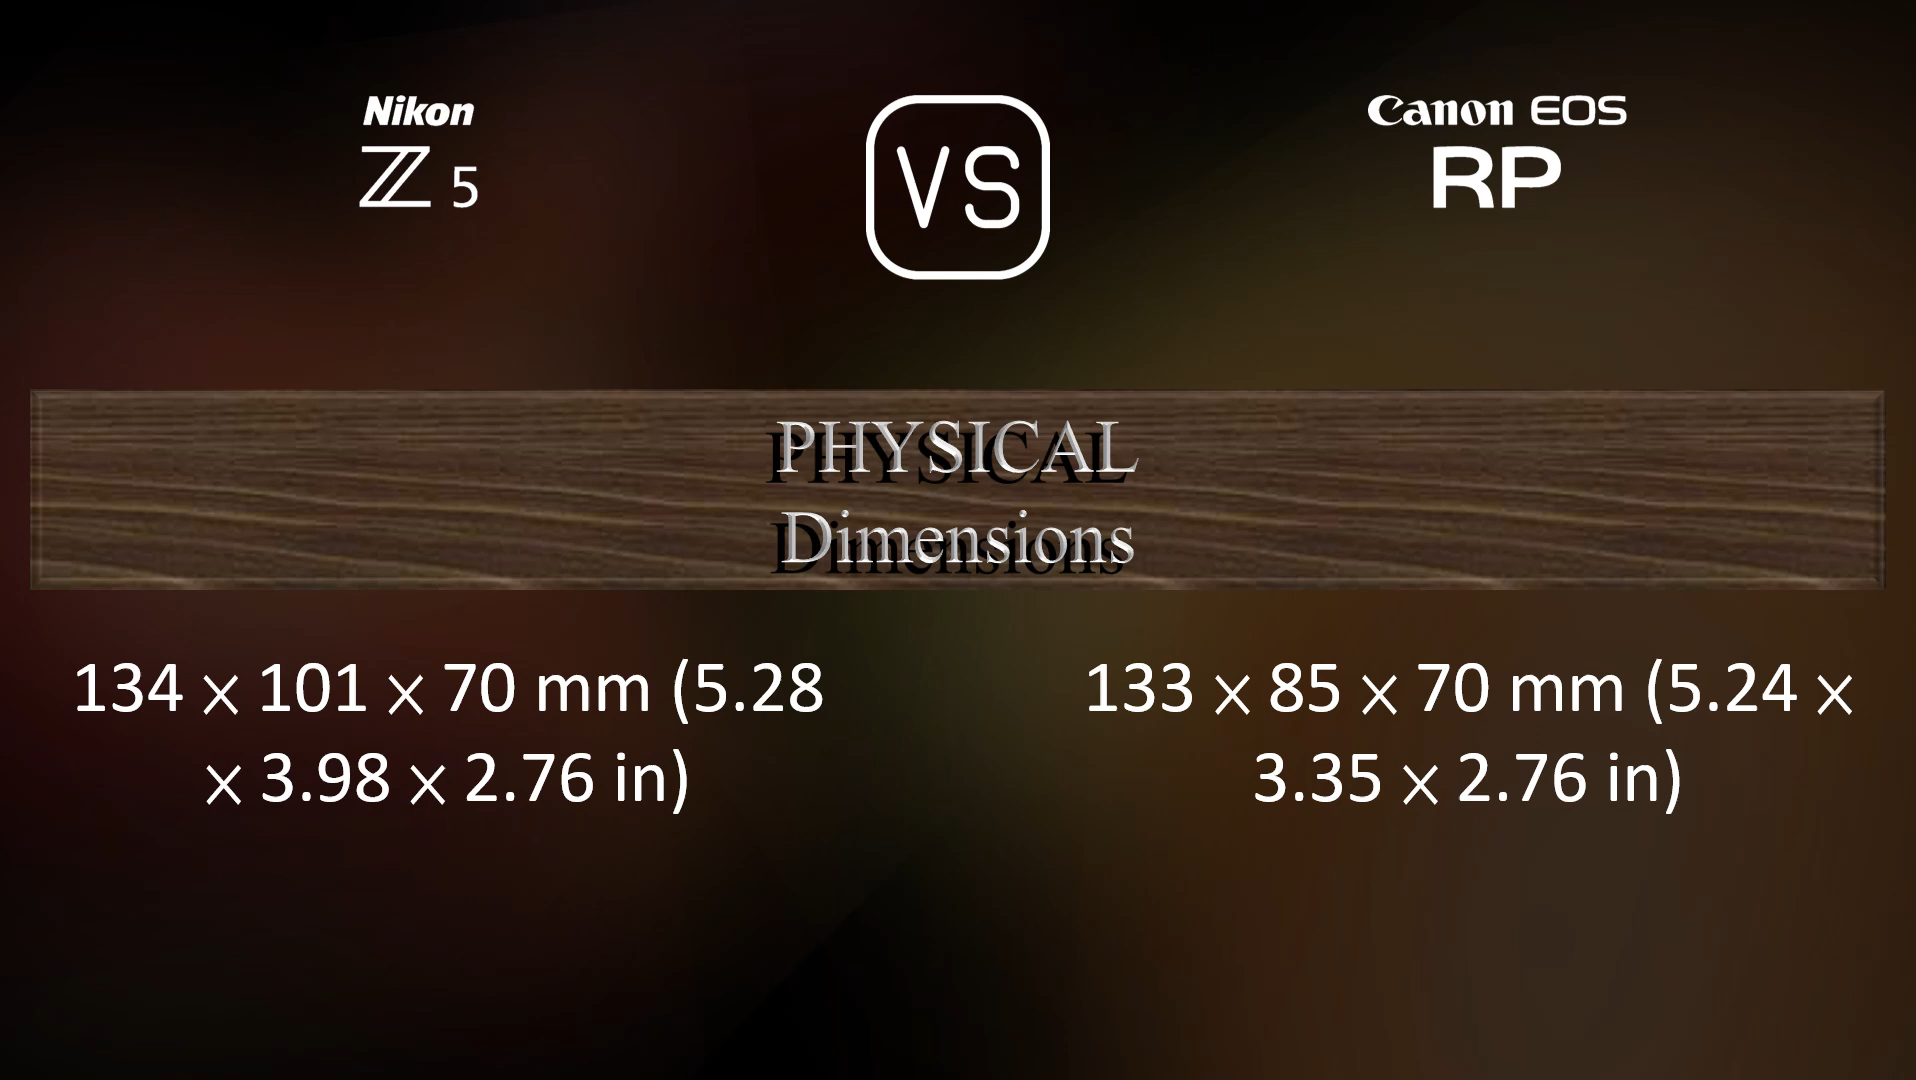 Nikon
Z 5
VS
Canon EOS
RP
PHYSICAL
Dimensions
134 x 101 x 70 mm (5.28
x 3.98 x 2.76 in)
133 x 85 x 70 mm (5.24 x
3.35 x 2.76 in)